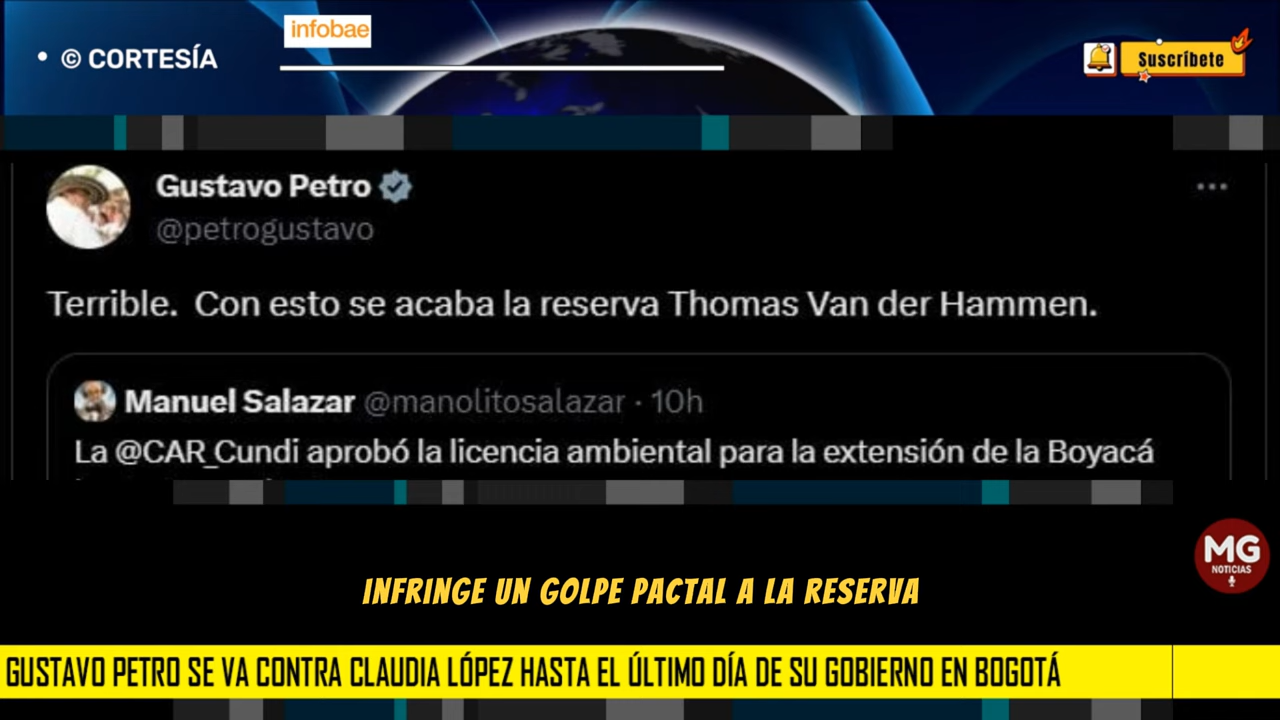 infobae
• © CORTESÍA
Suscríbete
Gustavo Petro
@petrogustavo
Terrible. Con esto se acaba la reserva Thomas Van der Hammen.
Manuel Salazar @manolitosalazar · 10h
La @CAR_Cundi aprobó la licencia ambiental para la extensión de la Boyacá
MG
NOTICIAS
INFRINGE UN GOLPE PACTAL A LA RESERVA
GUSTAVO PETRO SE VA CONTRA CLAUDIA LÓPEZ HASTA EL ÚLTIMO DÍA DE SU GOBIERNO EN BOGOTÁ